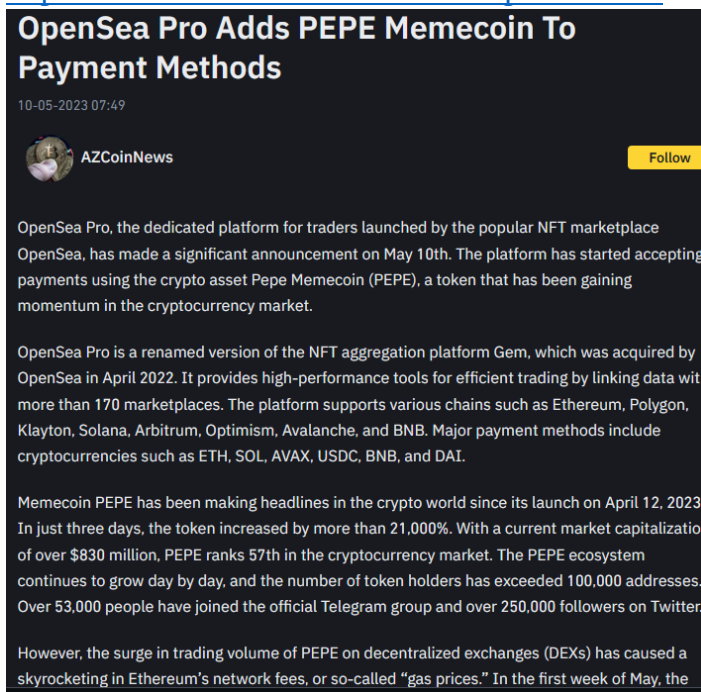 OpenSea Pro Adds PEPE Memecoin To
Payment Methods
10-05-2023 07:49
AZCoinNews
Follow
OpenSea Pro, the dedicated platform for traders launched by the popular NFT marketplace
OpenSea, has made a significant announcement on May 10th. The platform has started accepting
payments using the crypto asset Pepe Memecoin (PEPE), a token that has been gaining
momentum in the cryptocurrency market.
OpenSea Pro is a renamed version of the NFT aggregation platform Gem, which was acquired by
OpenSea in April 2022. It provides high-performance tools for efficient trading by linking data wit
more than 170 marketplaces. The platform supports various chains such as Ethereum, Polygon,
Klayton, Solana, Arbitrum, Optimism, Avalanche, and BNB. Major payment methods include
cryptocurrencies such as ETH, SOL, AVAX, USDC, BNB, and DAI.
Memecoin PEPE has been making headlines in the crypto world since its launch on April 12, 2023
In just three days, the token increased by more than 21,000%. With a current market capitalizatio
of over $830 million, PEPE ranks 57th in the cryptocurrency market. The PEPE ecosystem
continues to grow day by day, and the number of token holders has exceeded 100,000 addresses.
Over 53,000 people have joined the official Telegram group and over 250,000 followers on Twitter.
However, the surge in trading volume of PEPE on decentralized exchanges (DEXs) has caused a
skyrocketing in Ethereum's network fees, or so-called “gas prices.” In the first week of May, the